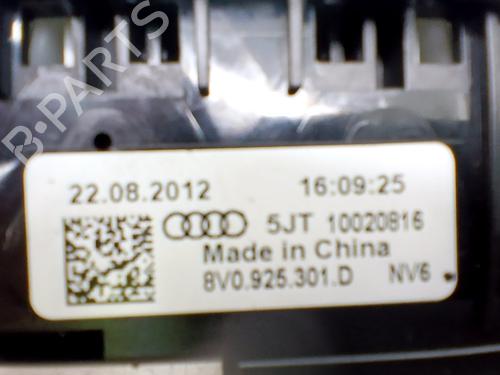 B·PARTS
22.08.2012 16:09:25
5JT 10020816
Made in China
8V0.925.301.D NV6